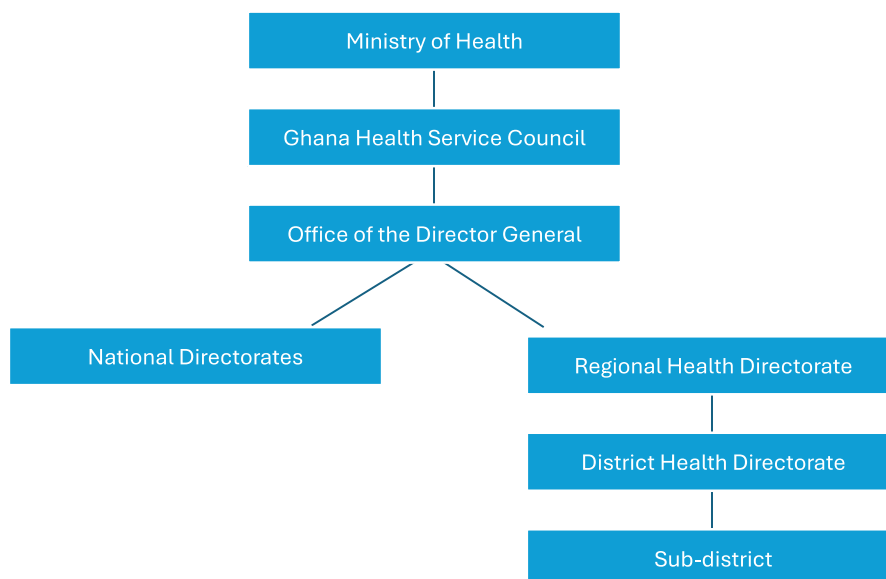 Ministry of Health
Ghana Health Service Council
Office of the Director General
National Directorates
Regional Health Directorate
District Health Directorate
Sub-district